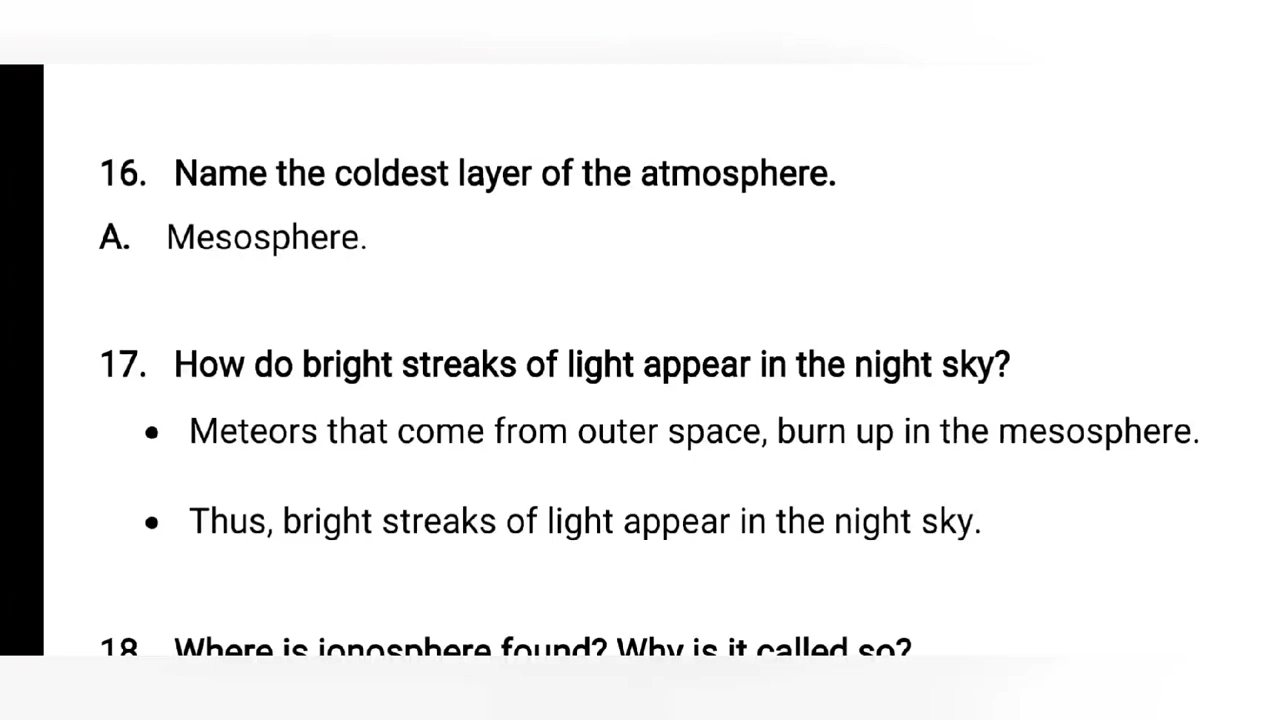 16. Name the coldest layer of the atmosphere.
A. Mesosphere.
17. How do bright streaks of light appear in the night sky?
• Meteors that come from outer space, burn up in the mesosphere.
• Thus, bright streaks of light appear in the night sky.
18. Where is ionosphere found? Why is it called so?